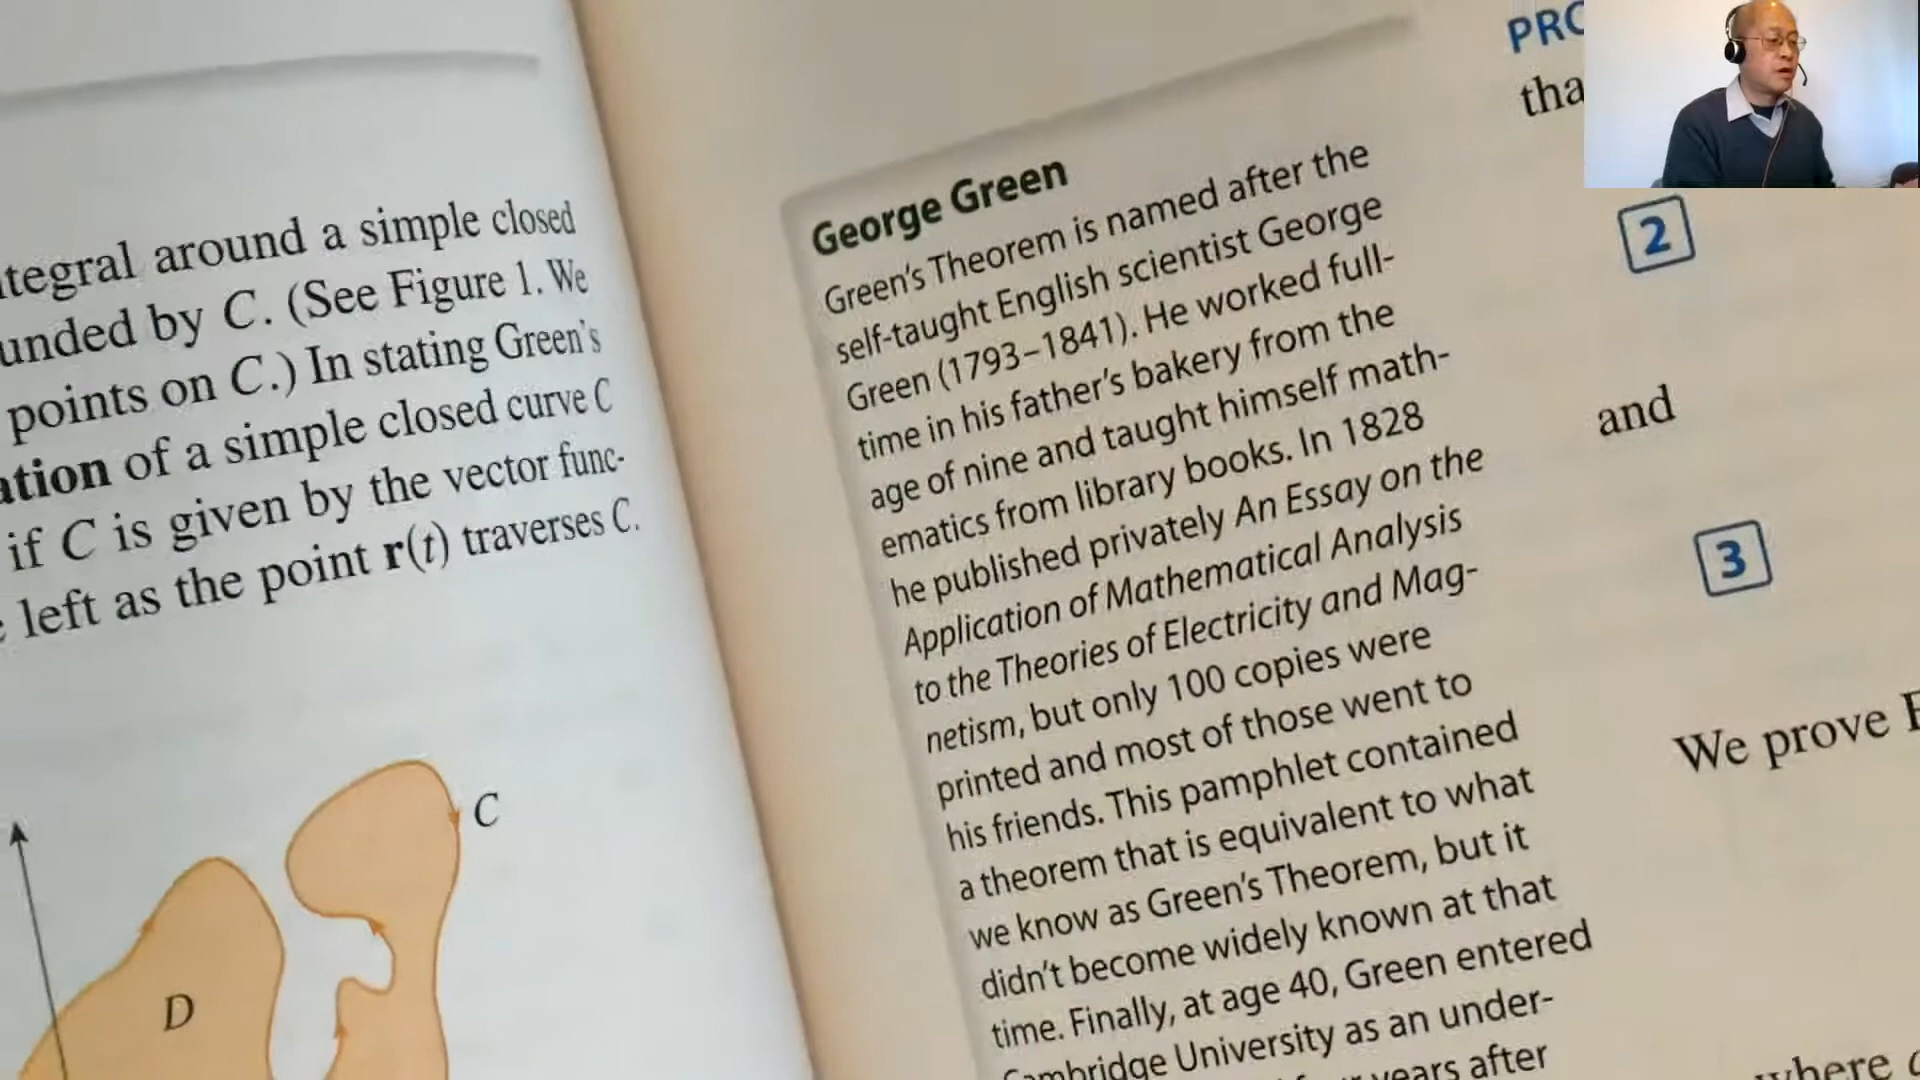 tegral around a simple closed
unded by C. (See Figure 1. We
points on C.) In stating Green's
ation of a simple closed curve C
if C is given by the vector func-
left as the point r(t) traverses C.
C
D
George Green
Green's Theorem is named after the
self-taught English scientist George
Green (1793–1841). He worked full-
time in his father's bakery from the
age of nine and taught himself math-
ematics from library books. In 1828
he published privately An Essay on the
Application of Mathematical Analysis
to the Theories of Electricity and Mag-
netism, but only 100 copies were
printed and most of those went to
his friends. This pamphlet contained
a theorem that is equivalent to what
we know as Green's Theorem, but it
didn't become widely known at that
time. Finally, at age 40, Green entered
Cambridge University as an under-
years after
PRO
tha
2
and
3
We prove E
where